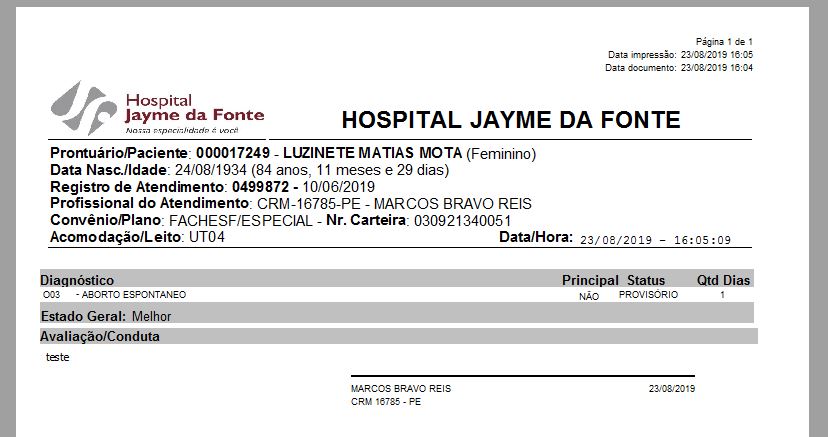 Página 1 de 1
Data impressão: 23/08/2019 16:05
Data documento: 23/08/2019 16:04
Hospital
Jayme da Fonte
Nossa especialidade é você
HOSPITAL JAYME DA FONTE
Prontuário/Paciente: 000017249 - LUZINETE MATIAS MOTA (Feminino)
Data Nasc./Idade: 24/08/1934 (84 anos, 11 meses e 29 dias)
Registro de Atendimento: 0499872 - 10/06/2019
Profissional do Atendimento: CRM-16785-PE - MARCOS BRAVO REIS
Convênio/Plano: FACHESF/ESPECIAL - Nr. Carteira: 030921340051
Acomodação/Leito: UT04 Data/Hora: 23/08/2019 - 16:05:09
Diagnóstico Principal Status Qtd Dias
O03 - ABORTO ESPONTANEO NÃO PROVISÓRIO 1
Estado Geral: Melhor
Avaliação/Conduta
teste
MARCOS BRAVO REIS 23/08/2019
CRM 16785 - PE